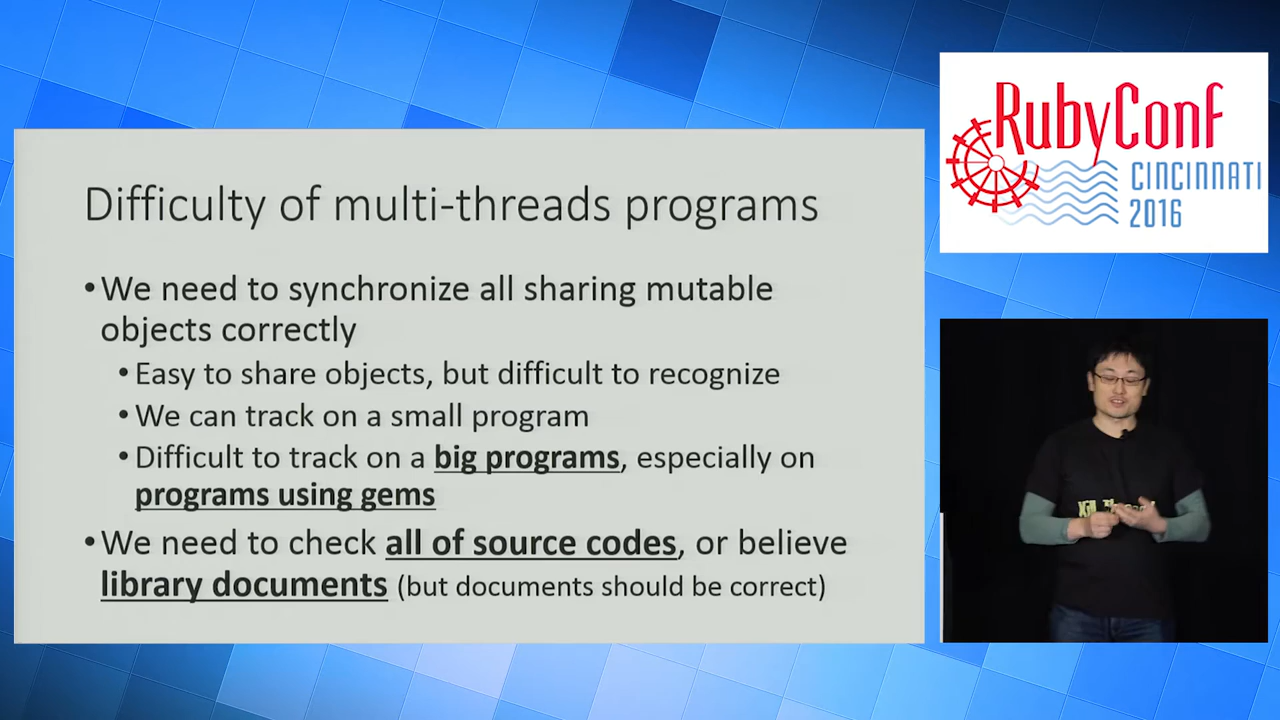 Difficulty of multi-threads programs
•We need to synchronize all sharing mutable
objects correctly
•Easy to share objects, but difficult to recognize
•We can track on a small program
•Difficult to track on a big programs, especially on
programs using gems
•We need to check all of source codes, or believe
library documents (but documents should be correct)
RubyConf
CINCINNATI
2016